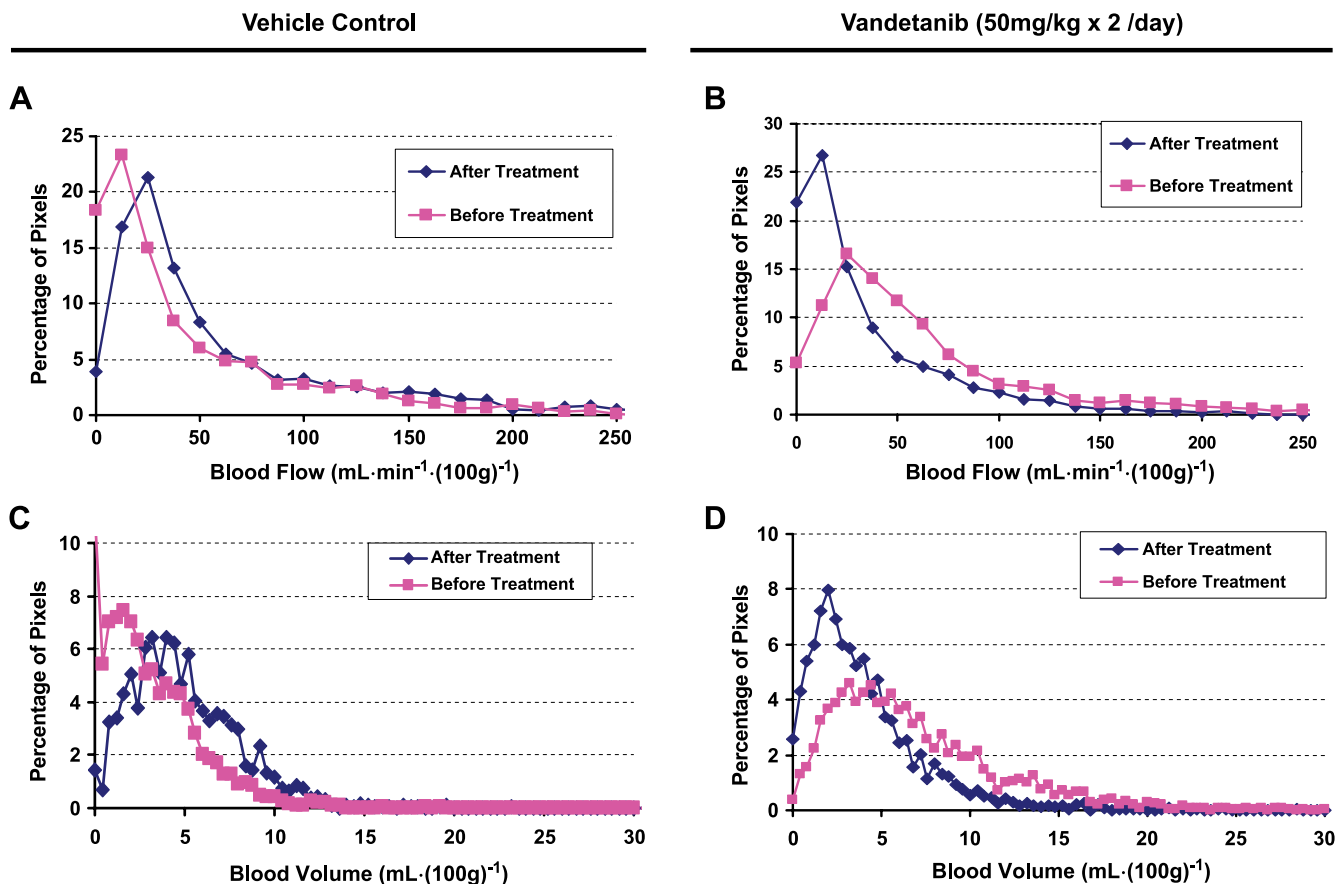 Vehicle Control
Vandetanib (50mg/kg x 2 /day)
A
Percentage of Pixels
25
20
15
10
5
0
After Treatment
Before Treatment
0 50 100 150 200 250
Blood Flow (mL·min⁻¹·(100g)⁻¹)
B
Percentage of Pixels
30
25
20
15
10
5
0
After Treatment
Before Treatment
0 50 100 150 200 250
Blood Flow (mL·min⁻¹·(100g)⁻¹)
C
Percentage of Pixels
10
8
6
4
2
0
After Treatment
Before Treatment
0 5 10 15 20 25 30
Blood Volume (mL·(100g)⁻¹)
D
Percentage of Pixels
10
8
6
4
2
0
After Treatment
Before Treatment
0 5 10 15 20 25 30
Blood Volume (mL·(100g)⁻¹)